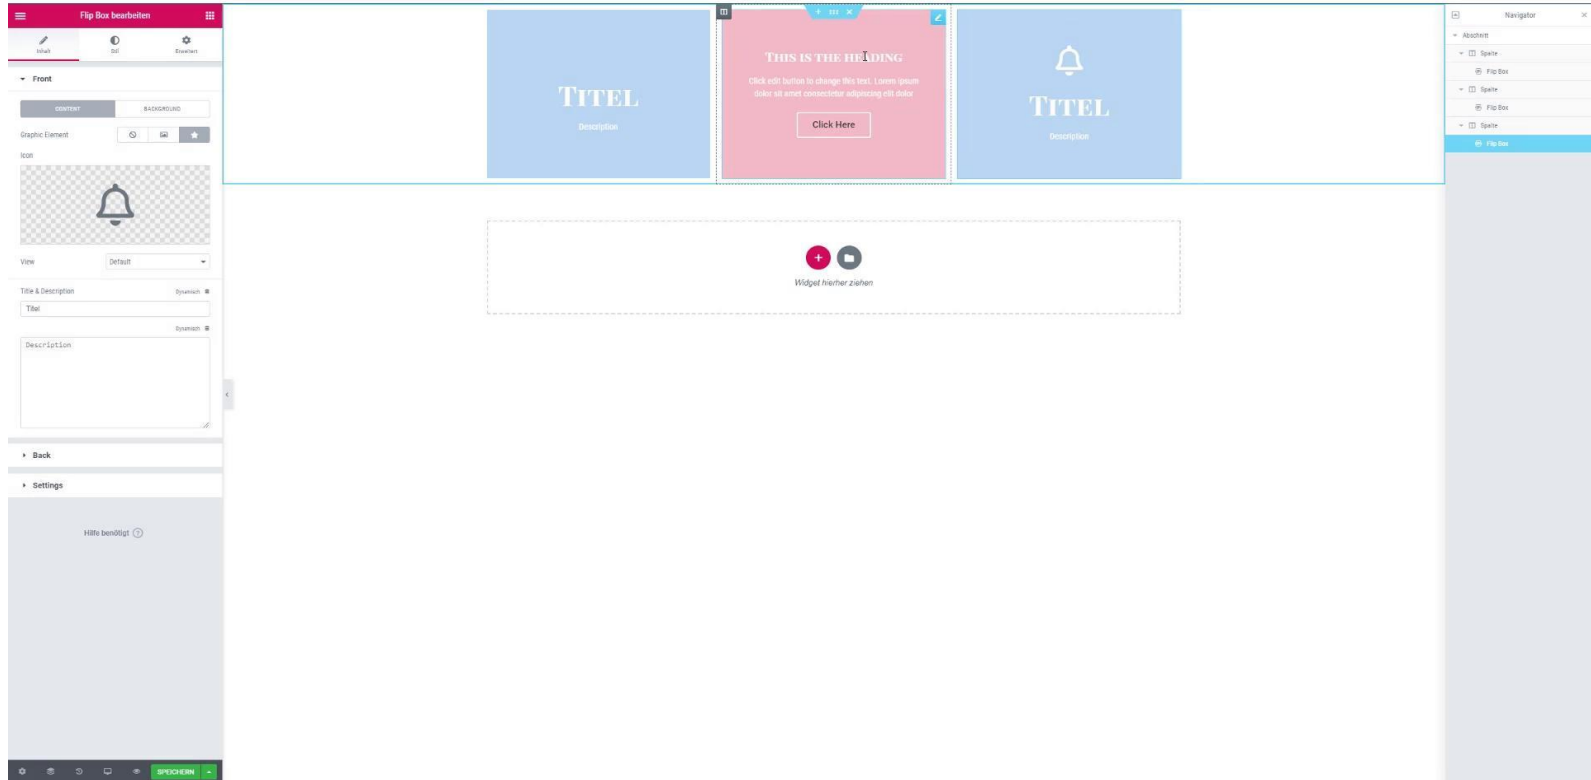 Flip Box bearbeiten
Inhalt
Stil
Erweitert
Front
CONTENT
BACKGROUND
Graphic Element
Icon
View
Default
Title & Description
Dynamisch
Titel
Dynamisch
Description
Back
Settings
Hilfe benötigt
SPEICHERN
TITEL
Description
THIS IS THE HEADING
Click edit button to change this text. Lorem ipsum
dolor sit amet consectetur adipiscing elit dolor
Click Here
TITEL
Description
Widget hierher ziehen
Navigator
Abschnitt
Spalte
Flip Box
Spalte
Flip Box
Spalte
Flip Box